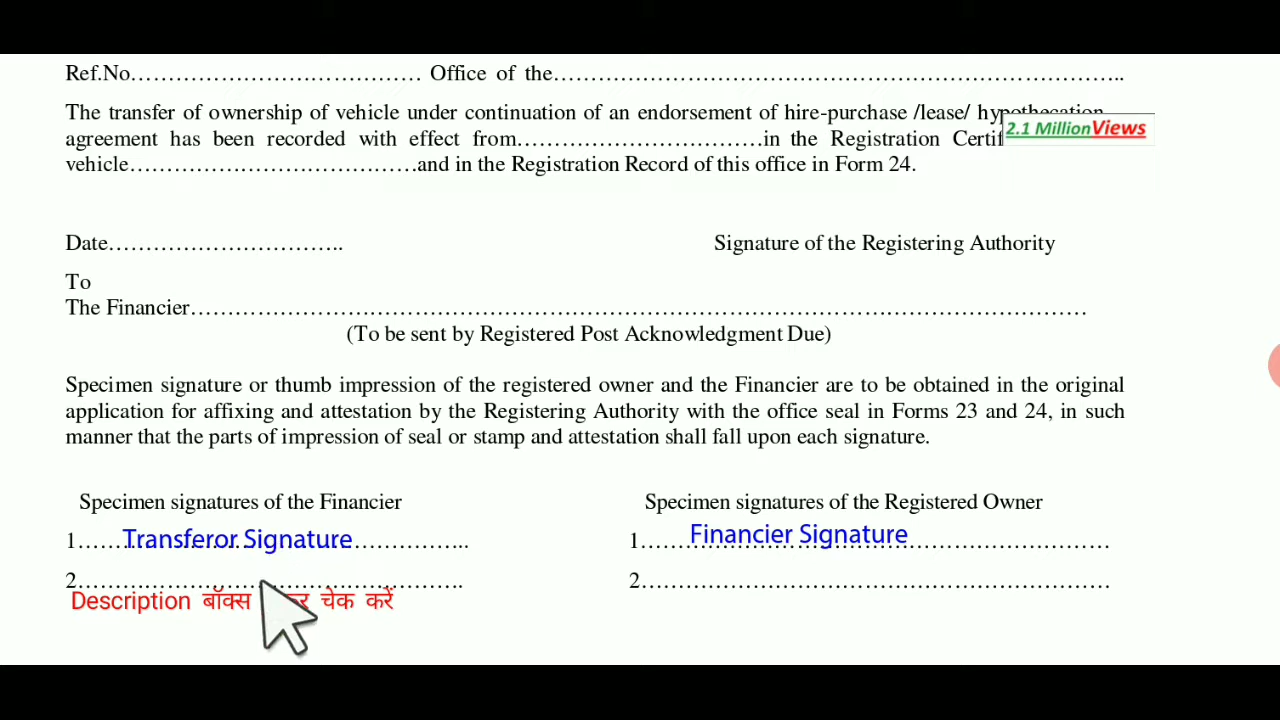 Ref.No…………………………………… Office of the…………………………………………………………………..
The transfer of ownership of vehicle under continuation of an endorsement of hire-purchase /lease/ hypothecation
agreement has been recorded with effect from……………………………in the Registration
2.1 Million Views
vehicle…………………………………and in the Registration Record of this office in Form 24.
Date…………………………..
Signature of the Registering Authority
To
The Financier……………………………………………………………………………………………………………
(To be sent by Registered Post Acknowledgment Due)
Specimen signature or thumb impression of the registered owner and the Financier are to be obtained in the original
application for affixing and attestation by the Registering Authority with the office seal in Forms 23 and 24, in such
manner that the parts of impression of seal or stamp and attestation shall fall upon each signature.
Specimen signatures of the Financier
Specimen signatures of the Registered Owner
1. Transferor Signature
1. Financier Signature
2…………………………………………….
2………………………………………………………
Description बॉक्स चेक करें